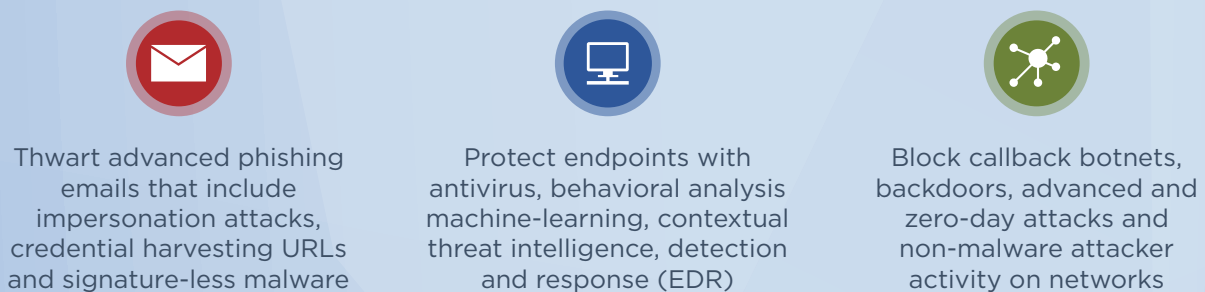 Thwart advanced phishing
emails that include
impersonation attacks,
credential harvesting URLs
and signature-less malware
Protect endpoints with
antivirus, behavioral analysis
machine-learning, contextual
threat intelligence, detection
and response (EDR)
Block callback botnets,
backdoors, advanced and
zero-day attacks and
non-malware attacker
activity on networks